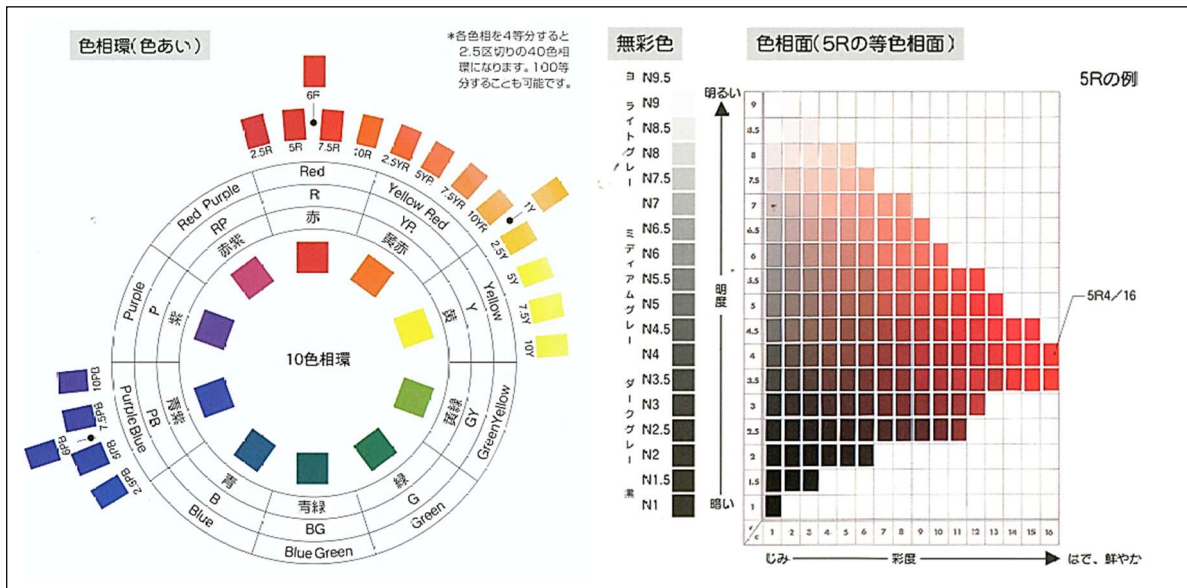 色相環(色あい)
*各色相を4等分すると
2.5区切りの40色相
環になります。100等
分することも可能です。
6R
2.5R
5R
7.5R
10R
2.5YR
5YR
7.5YR
10YR
1Y
2.5Y
5Y
7.5Y
10Y
Red
R
赤
Yellow Red
YR
黄赤
Yellow
Y
黄
GreenYellow
GY
黄緑
Green
G
緑
Blue Green
BG
青緑
Blue
B
青
Purple Blue
PB
青紫
Purple
P
紫
Red Purple
RP
赤紫
10色相環
10PB
7.5PB
6PB
5PB
2.5PB
無彩色
N9.5
N9
N8.5
N8
N7.5
N7
N6.5
N6
N5.5
N5
N4.5
N4
N3.5
N3
N2.5
N2
N1.5
N1
ライトグレー
ミディアムグレー
ダークグレー
黒
色相面(5Rの等色相面)
5Rの例
明るい
明度
暗い
9
8.5
8
7.5
7
6.5
6
5.5
5
4.5
4
3.5
3
2.5
2
1.5
1
5R4/16
1 2 3 4 5 6 7 8 9 10 11 12 13 14 15 16
じみ 彩度 はで、鮮やか